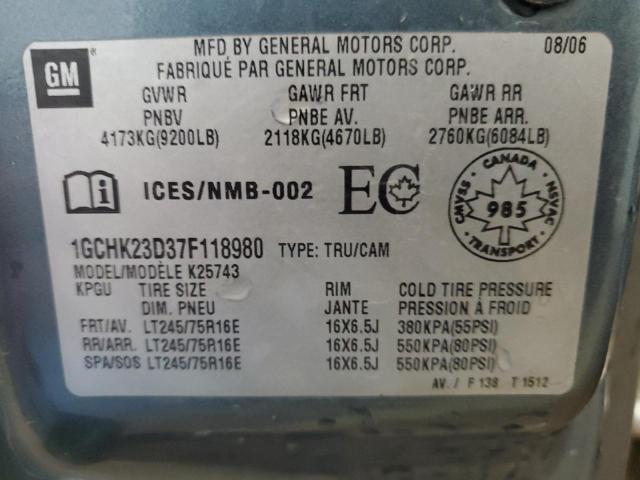 GM
MFD BY GENERAL MOTORS CORP. 08/06
FABRIQUÉ PAR GENERAL MOTORS CORP.
GVWR GAWR FRT GAWR RR
PNBV PNBE AV. PNBE ARR.
4173KG(9200LB) 2118KG(4670LB) 2760KG(6084LB)
ICES/NMB-002 EC
CANADA
CMVSS 985 NSVAC
TRANSPORT
1GCHK23D37F118980 TYPE: TRU/CAM
MODEL/MODÈLE K25743
KPGU TIRE SIZE RIM COLD TIRE PRESSURE
DIM. PNEU JANTE PRESSION À FROID
FRT/AV. LT245/75R16E 16X6.5J 380KPA(55PSI)
RR/ARR. LT245/75R16E 16X6.5J 550KPA(80PSI)
SPA/SOS LT245/75R16E 16X6.5J 550KPA(80PSI)
AV. / F 138 T 1512